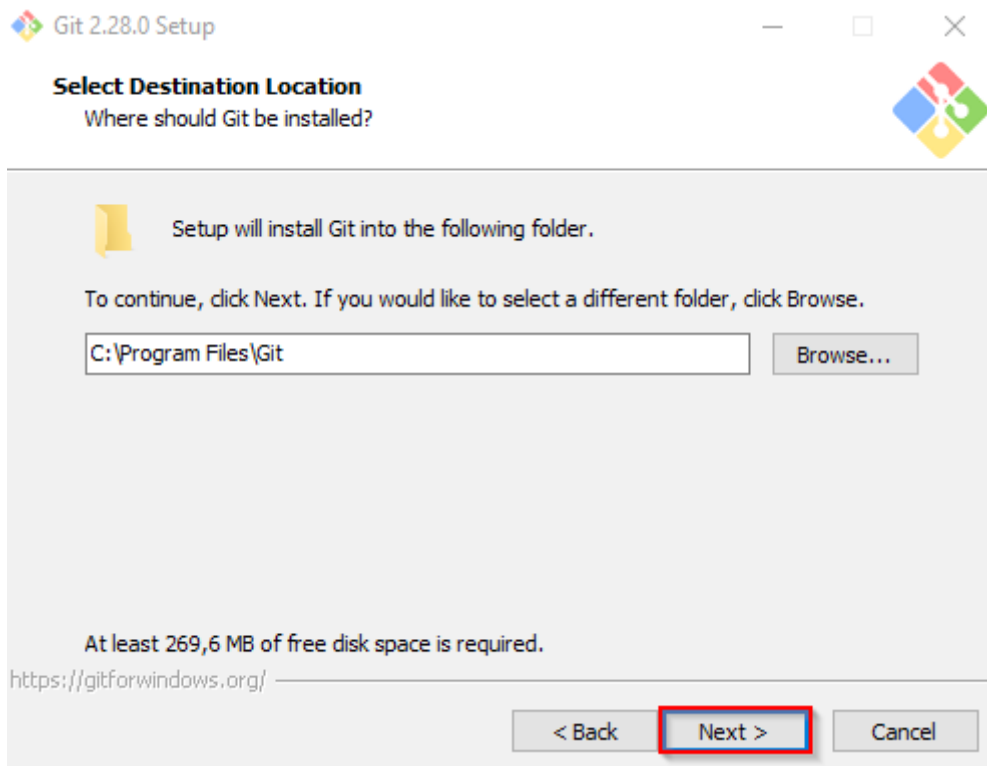 Git 2.28.0 Setup
Select Destination Location
Where should Git be installed?
Setup will install Git into the following folder.
To continue, click Next. If you would like to select a different folder, click Browse.
C:\Program Files\Git
Browse...
At least 269,6 MB of free disk space is required.
https://gitforwindows.org/
< Back
Next >
Cancel